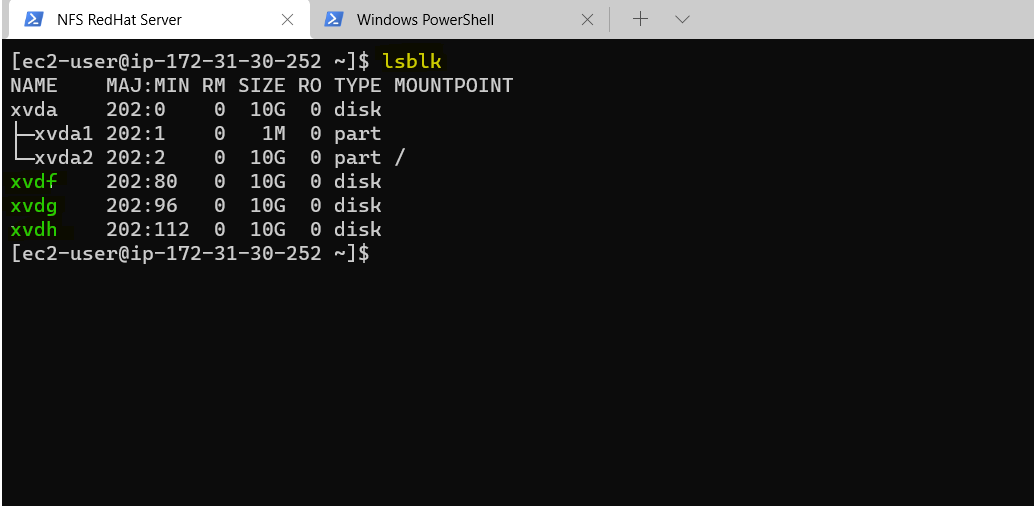 NFS RedHat Server Windows PowerShell
[ec2-user@ip-172-31-30-252 ~]$ lsblk
NAME    MAJ:MIN RM SIZE RO TYPE MOUNTPOINT
xvda    202:0    0  10G  0 disk
├─xvda1 202:1    0   1M  0 part
└─xvda2 202:2    0  10G  0 part /
xvdf    202:80   0  10G  0 disk
xvdg    202:96   0  10G  0 disk
xvdh    202:112  0  10G  0 disk
[ec2-user@ip-172-31-30-252 ~]$